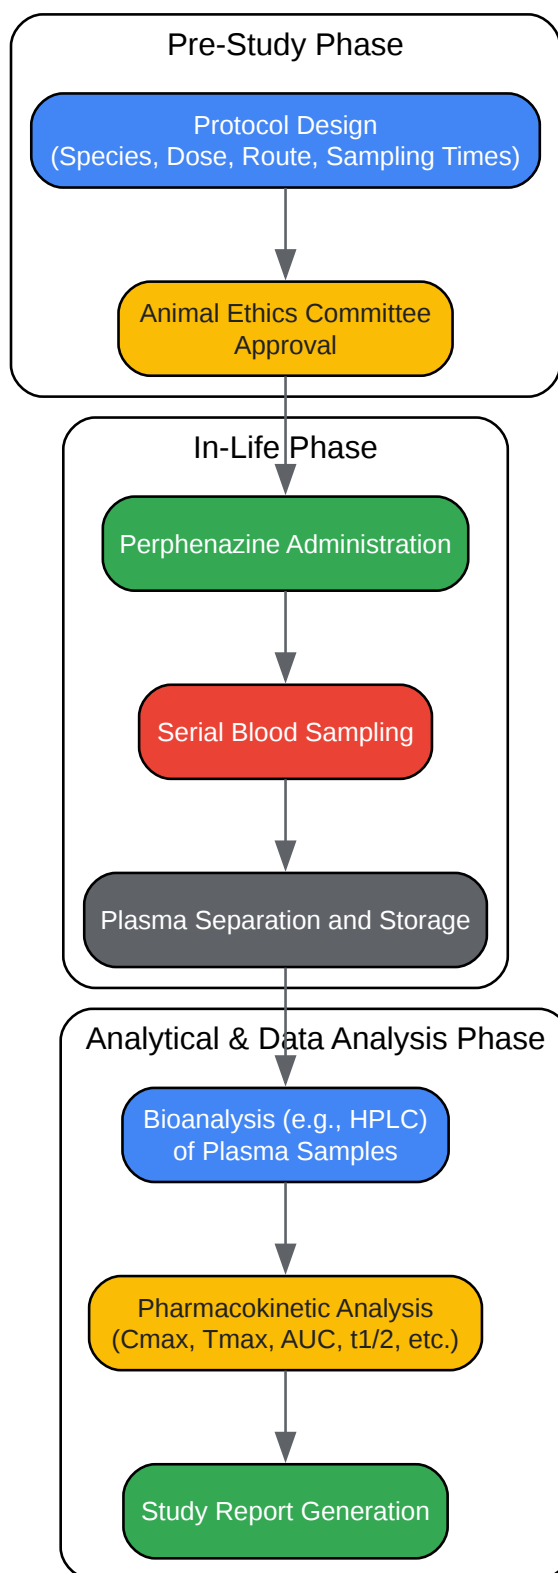 Pre-Study Phase
Protocol Design
(Species, Dose, Route, Sampling Times)
Animal Ethics Committee
Approval
In-Life Phase
Perphenazine Administration
Serial Blood Sampling
Plasma Separation and Storage
Analytical & Data Analysis Phase
Bioanalysis (e.g., HPLC)
of Plasma Samples
Pharmacokinetic Analysis
(Cmax, Tmax, AUC, t1/2, etc.)
Study Report Generation